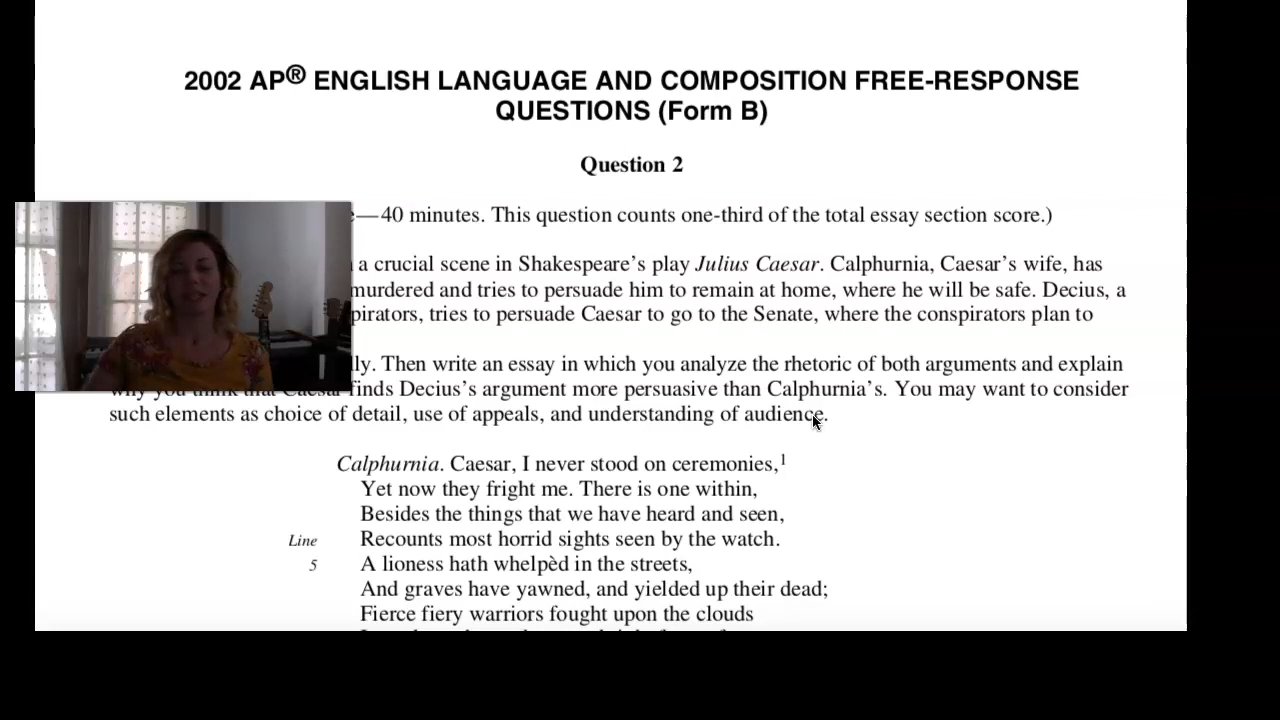 2002 AP® ENGLISH LANGUAGE AND COMPOSITION FREE-RESPONSE
QUESTIONS (Form B)
Question 2
—40 minutes. This question counts one-third of the total essay section score.)
a crucial scene in Shakespeare’s play Julius Caesar. Calphurnia, Caesar’s wife, has
murdered and tries to persuade him to remain at home, where he will be safe. Decius, a
pirators, tries to persuade Caesar to go to the Senate, where the conspirators plan to
lly. Then write an essay in which you analyze the rhetoric of both arguments and explain
why you think that Caesar finds Decius’s argument more persuasive than Calphurnia’s. You may want to consider
such elements as choice of detail, use of appeals, and understanding of audience.
Calphurnia. Caesar, I never stood on ceremonies,1
Yet now they fright me. There is one within,
Besides the things that we have heard and seen,
Line Recounts most horrid sights seen by the watch.
5 A lioness hath whelpèd in the streets,
And graves have yawned, and yielded up their dead;
Fierce fiery warriors fought upon the clouds